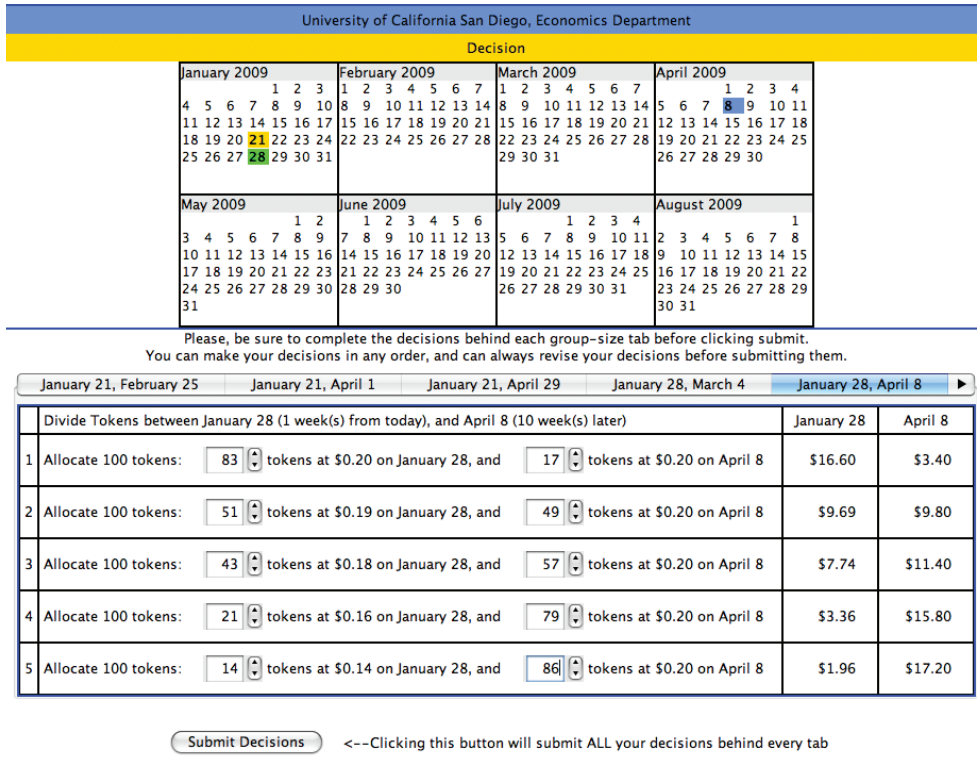 University of California San Diego, Economics Department
Decision
January 2009 February 2009 March 2009 April 2009
1 2 3 1 2 3 4 5 6 7 1 2 3 4 5 6 7 1 2 3 4
4 5 6 7 8 9 10 8 9 10 11 12 13 14 8 9 10 11 12 13 14 5 6 7 8 9 10 11
11 12 13 14 15 16 17 15 16 17 18 19 20 21 15 16 17 18 19 20 21 12 13 14 15 16 17 18
18 19 20 21 22 23 24 22 23 24 25 26 27 28 22 23 24 25 26 27 28 19 20 21 22 23 24 25
25 26 27 28 29 30 31 29 30 31 26 27 28 29 30
May 2009 June 2009 July 2009 August 2009
1 2 1 2 3 4 5 6 1 2 3 4 1
3 4 5 6 7 8 9 7 8 9 10 11 12 13 5 6 7 8 9 10 11 2 3 4 5 6 7 8
10 11 12 13 14 15 16 14 15 16 17 18 19 20 12 13 14 15 16 17 18 9 10 11 12 13 14 15
17 18 19 20 21 22 23 21 22 23 24 25 26 27 19 20 21 22 23 24 25 16 17 18 19 20 21 22
24 25 26 27 28 29 30 28 29 30 26 27 28 29 30 31 23 24 25 26 27 28 29
31 30 31
Please, be sure to complete the decisions behind each group-size tab before clicking submit.
You can make your decisions in any order, and can always revise your decisions before submitting them.
January 21, February 25 January 21, April 1 January 21, April 29 January 28, March 4 January 28, April 8
Divide Tokens between January 28 (1 week(s) from today), and April 8 (10 week(s) later) January 28 April 8
1 Allocate 100 tokens: 83 tokens at $0.20 on January 28, and 17 tokens at $0.20 on April 8 $16.60 $3.40
2 Allocate 100 tokens: 51 tokens at $0.19 on January 28, and 49 tokens at $0.20 on April 8 $9.69 $9.80
3 Allocate 100 tokens: 43 tokens at $0.18 on January 28, and 57 tokens at $0.20 on April 8 $7.74 $11.40
4 Allocate 100 tokens: 21 tokens at $0.16 on January 28, and 79 tokens at $0.20 on April 8 $3.36 $15.80
5 Allocate 100 tokens: 14 tokens at $0.14 on January 28, and 86 tokens at $0.20 on April 8 $1.96 $17.20
Submit Decisions <--Clicking this button will submit ALL your decisions behind every tab